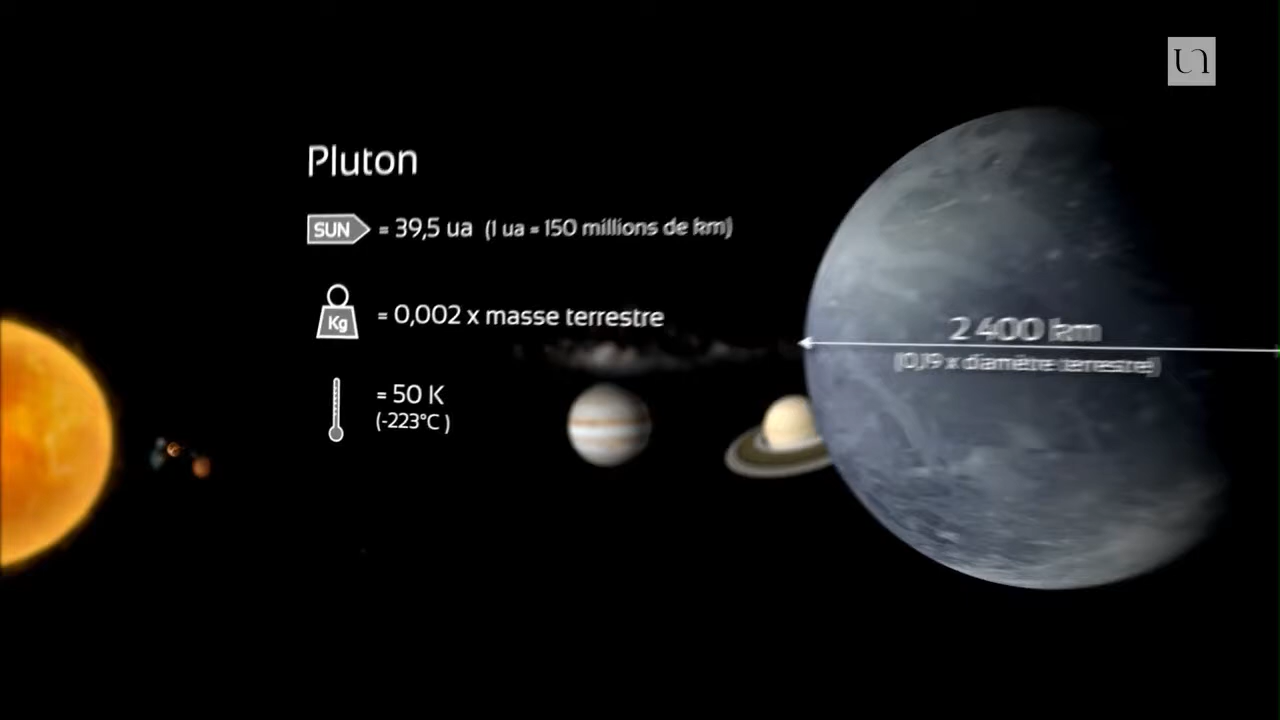 Pluton
SUN = 39,5 ua (1 ua = 150 millions de km)
Kg = 0,002 x masse terrestre
= 50 K
(-223°C )
2 400 km
(0,19 x diamètre terrestre)